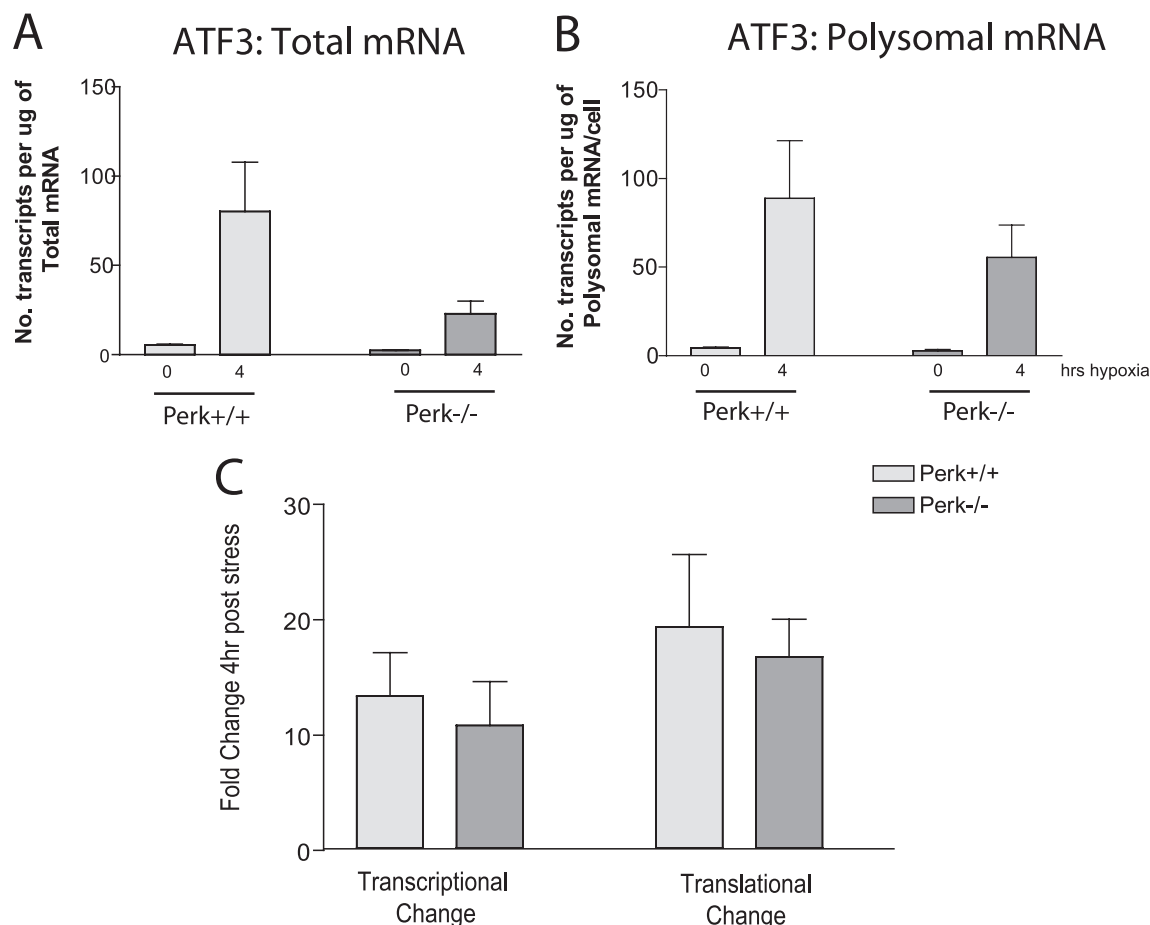 A
ATF3: Total mRNA
No. transcripts per ug of
Total mRNA
150
100
50
0
0
4
0
4
Perk+/+
Perk-/-
B
ATF3: Polysomal mRNA
No. transcripts per ug of
Polysomal mRNA/cell
150
100
50
0
0
4
0
4
hrs hypoxia
Perk+/+
Perk-/-
C
Perk+/+
Perk-/-
Fold Change 4hr post stress
30
20
10
0
Transcriptional
Change
Translational
Change